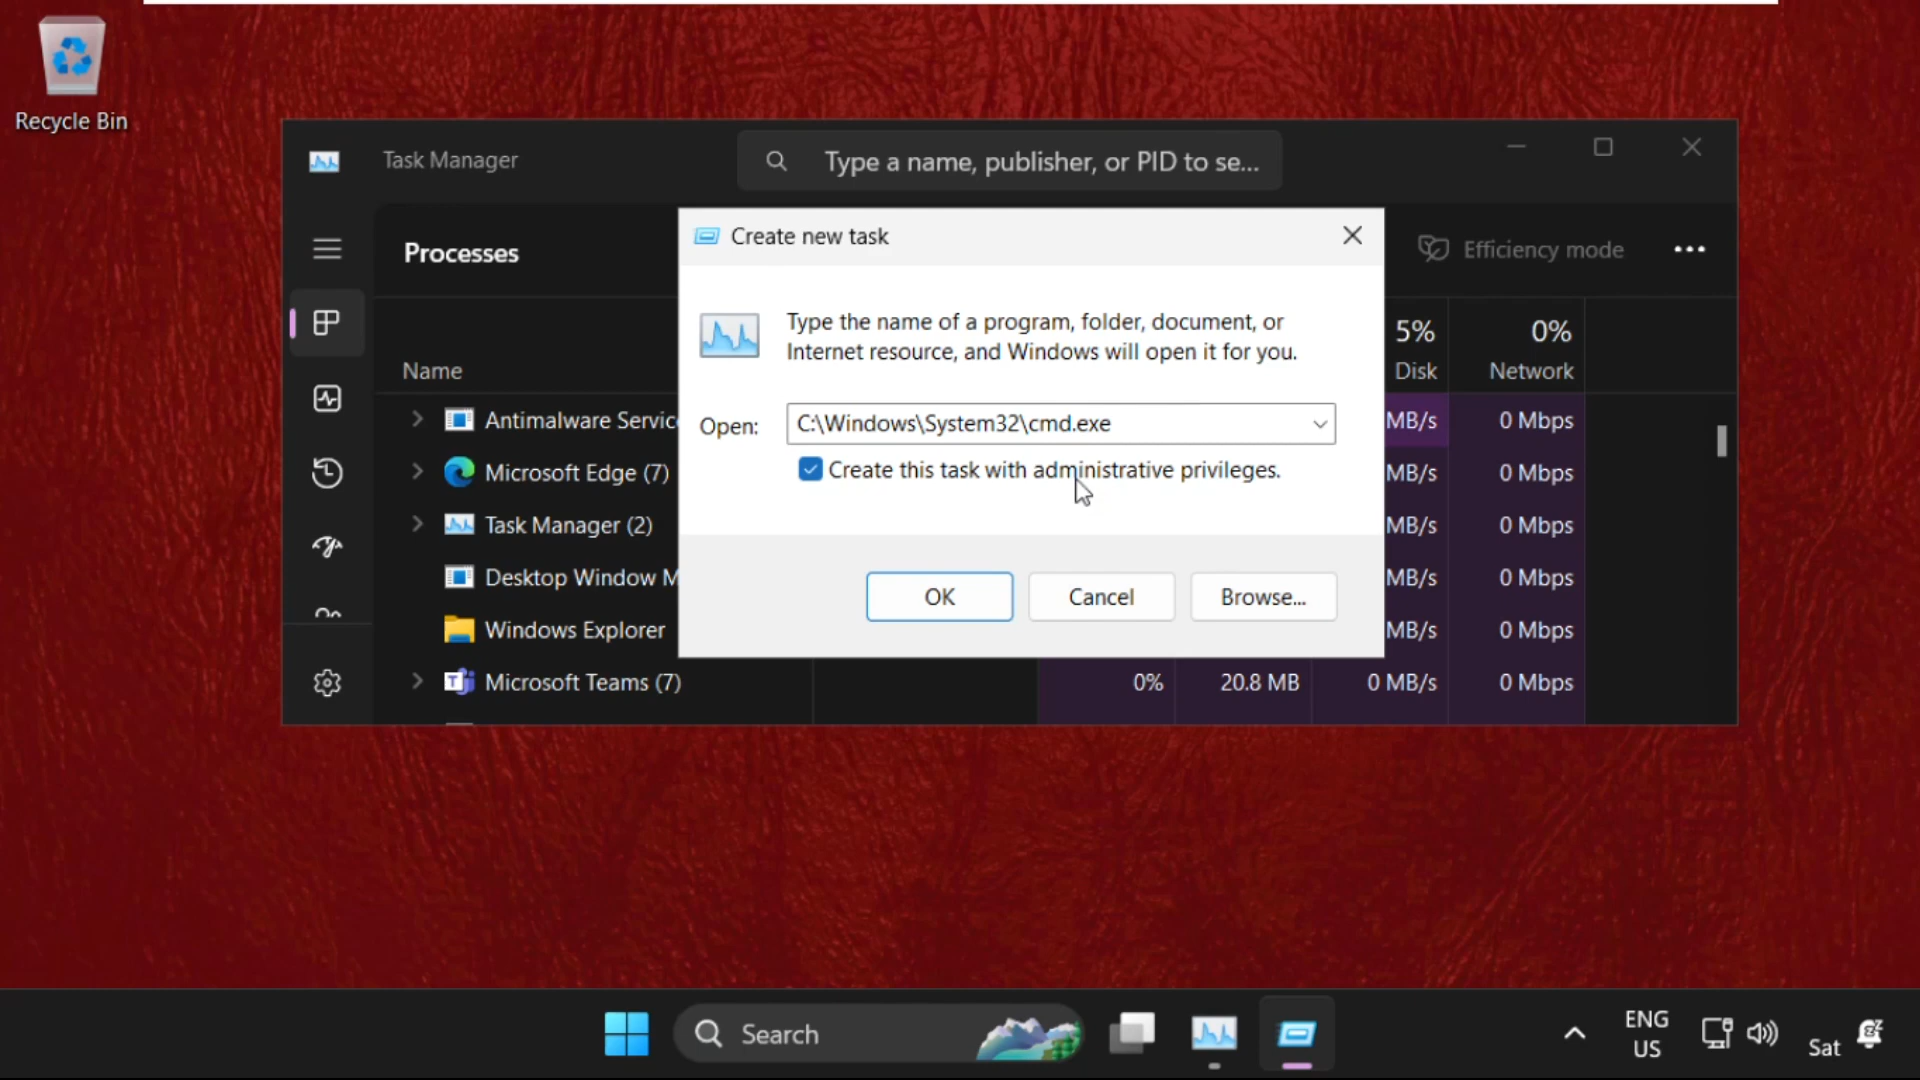 Recycle Bin
Task Manager
Type a name, publisher, or PID to se...
Processes
Efficiency mode
Create new task
Type the name of a program, folder, document, or
Internet resource, and Windows will open it for you.
Open:
C:\Windows\System32\cmd.exe
Create this task with administrative privileges.
OK
Cancel
Browse...
5%
0%
Name
Disk
Network
Antimalware Servic
MB/s
0 Mbps
Microsoft Edge (7)
MB/s
0 Mbps
Task Manager (2)
MB/s
0 Mbps
Desktop Window M
MB/s
0 Mbps
Windows Explorer
MB/s
0 Mbps
Microsoft Teams (7)
0%
20.8 MB
0 MB/s
0 Mbps
Search
ENG
US
Sat